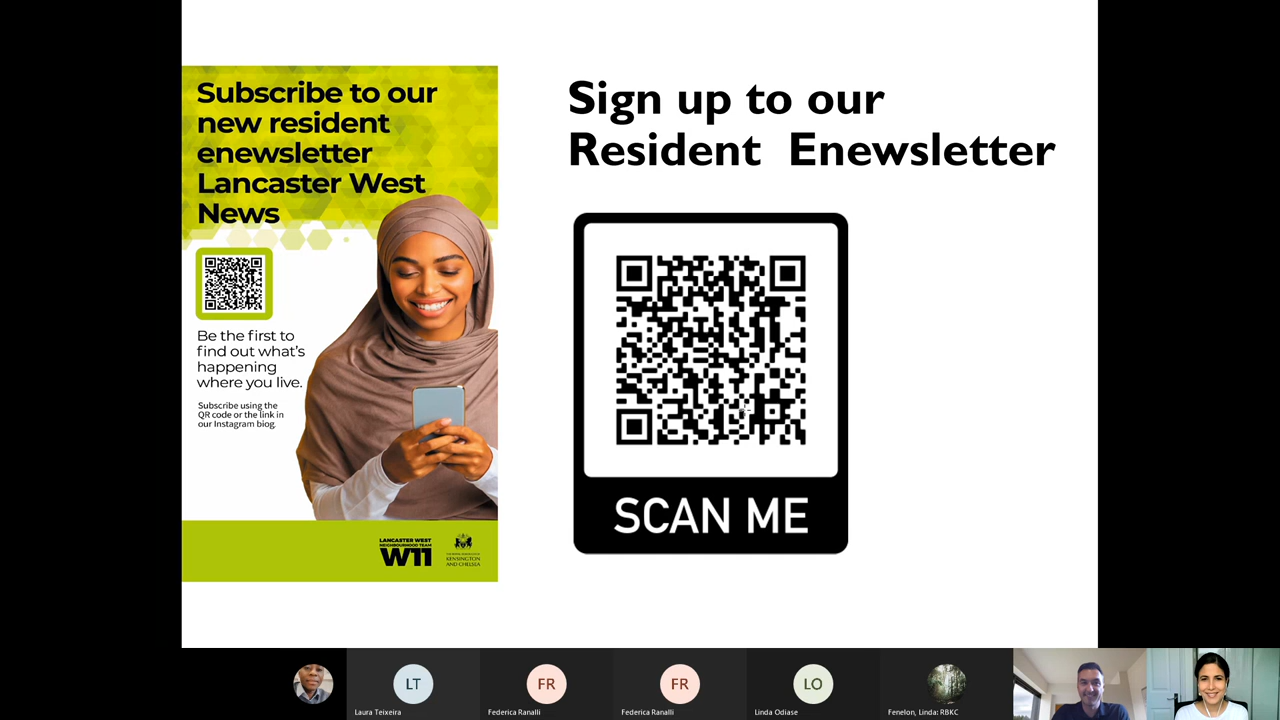 Subscribe to our
new resident
enewsletter
Lancaster West
News
Be the first to
find out what's
happening
where you live.
Subscribe using the
QR code or the link in
our Instagram biog.
LANCASTER WEST
NEIGHBOURHOOD TEAM
W11
KENSINGTON
AND CHELSEA
Sign up to our
Resident Enewsletter
SCAN ME
LT
FR
FR
LO
Laura Teixeira
Federica Ranalli
Federica Ranalli
Linda Odiase
Fenelon, Linda: RBKC